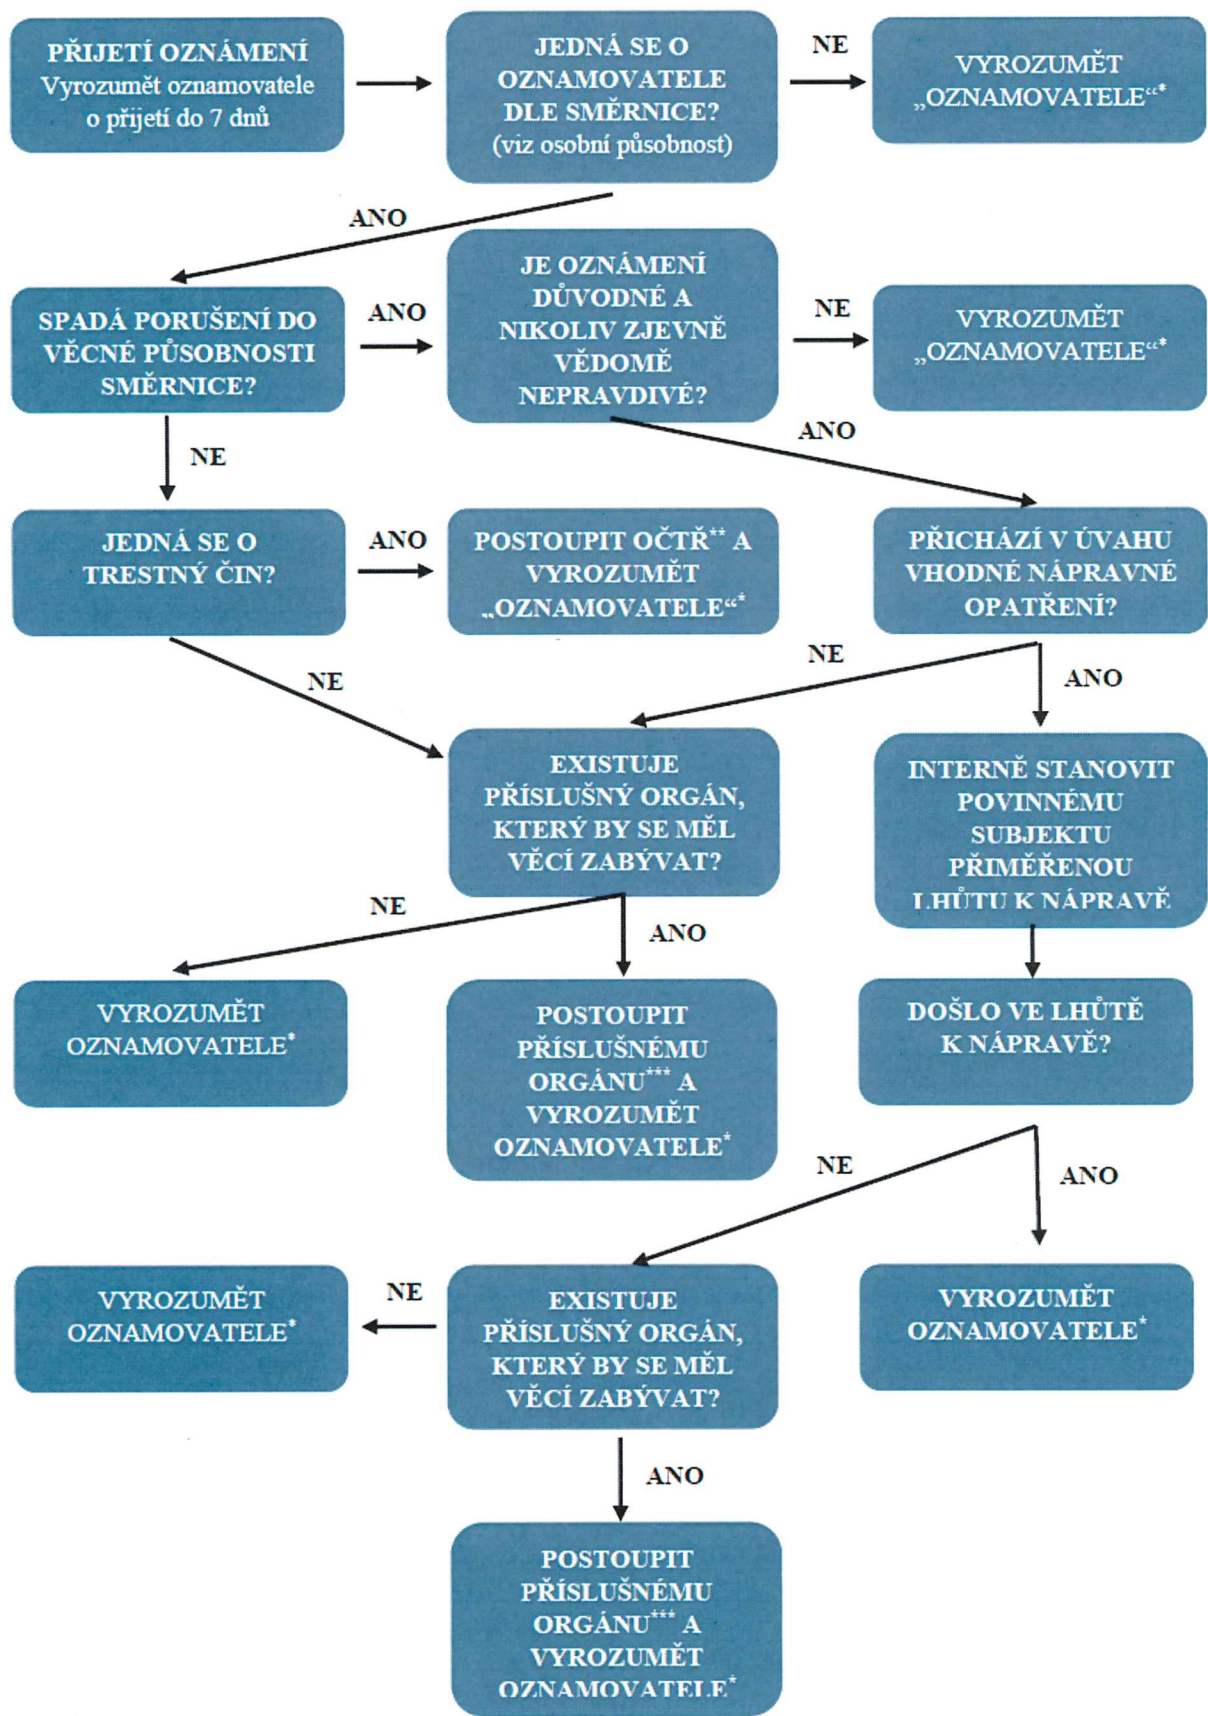 PŘIJETÍ OZNÁMENÍ
Vyrozumět oznamovatele
o přijetí do 7 dnů
JEDNÁ SE O
OZNAMOVATELE
DLE SMĚRNICE?
(viz osobní působnost)
NE
VYROZUMĚT
„OZNAMOVATELE“*
ANO
SPADÁ PORUŠENÍ DO
VĚCNÉ PŮSOBNOSTI
SMĚRNICE?
ANO
JE OZNÁMENÍ
DŮVODNÉ A
NIKOLIV ZJEVNĚ
VĚDOMĚ
NEPRAVDIVÉ?
NE
VYROZUMĚT
„OZNAMOVATELE“*
ANO
NE
JEDNÁ SE O
TRESTNÝ ČIN?
ANO
POSTOUPIT OČTŘ** A
VYROZUMĚT
„OZNAMOVATELE“*
PŘICHÁZÍ V ÚVAHU
VHODNÉ NÁPRAVNÉ
OPATŘENÍ?
NE
NE
ANO
EXISTUJE
PŘÍSLUŠNÝ ORGÁN,
KTERÝ BY SE MĚL
VĚCÍ ZABÝVAT?
INTERNĚ STANOVIT
POVINNÉMU
SUBJEKTU
PŘIMĚŘENOU
LHŮTU K NÁPRAVĚ
NE
ANO
VYROZUMĚT
OZNAMOVATELE*
POSTOUPIT
PŘÍSLUŠNÉMU
ORGÁNU*** A
VYROZUMĚT
OZNAMOVATELE*
DOŠLO VE LHŮTĚ
K NÁPRAVĚ?
NE
ANO
VYROZUMĚT
OZNAMOVATELE*
NE
EXISTUJE
PŘÍSLUŠNÝ ORGÁN,
KTERÝ BY SE MĚL
VĚCÍ ZABÝVAT?
VYROZUMĚT
OZNAMOVATELE*
ANO
POSTOUPIT
PŘÍSLUŠNÉMU
ORGÁNU*** A
VYROZUMĚT
OZNAMOVATELE*